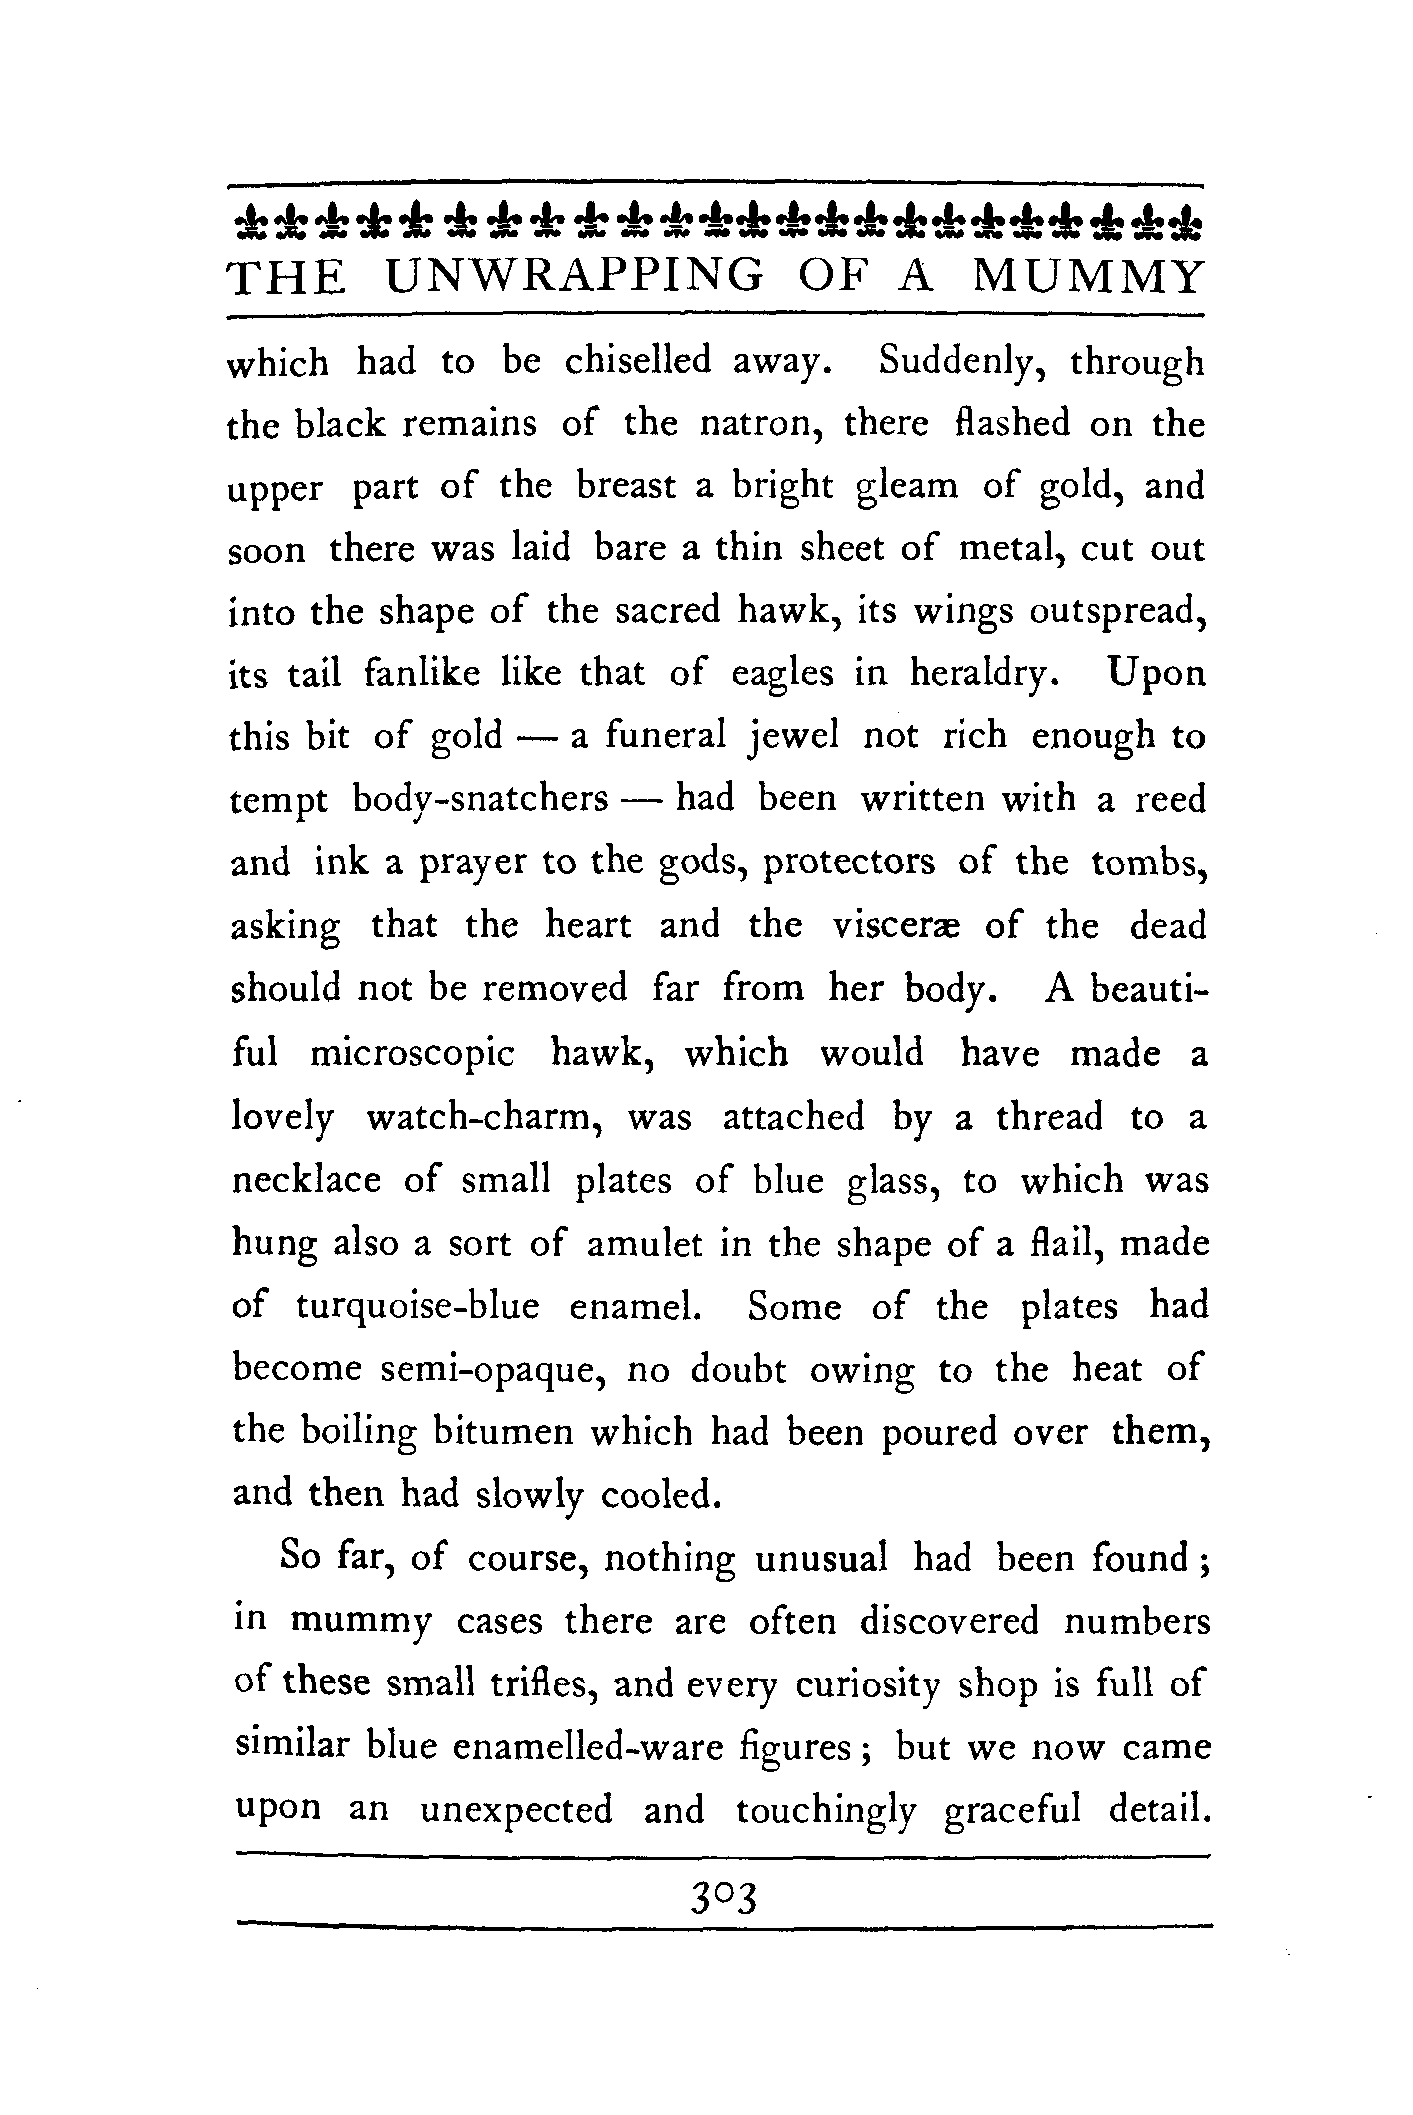 THE UNWRAPPING OF A MUMMY
which had to be chiselled away. Suddenly, through
the black remains of the natron, there flashed on the
upper part of the breast a bright gleam of gold, and
soon there was laid bare a thin sheet of metal, cut out
into the shape of the sacred hawk, its wings outspread,
its tail fanlike like that of eagles in heraldry. Upon
this bit of gold — a funeral jewel not rich enough to
tempt body-snatchers — had been written with a reed
and ink a prayer to the gods, protectors of the tombs,
asking that the heart and the visceræ of the dead
should not be removed far from her body. A beauti-
ful microscopic hawk, which would have made a
lovely watch-charm, was attached by a thread to a
necklace of small plates of blue glass, to which was
hung also a sort of amulet in the shape of a flail, made
of turquoise-blue enamel. Some of the plates had
become semi-opaque, no doubt owing to the heat of
the boiling bitumen which had been poured over them,
and then had slowly cooled.
So far, of course, nothing unusual had been found ;
in mummy cases there are often discovered numbers
of these small trifles, and every curiosity shop is full of
similar blue enamelled-ware figures ; but we now came
upon an unexpected and touchingly graceful detail.
303